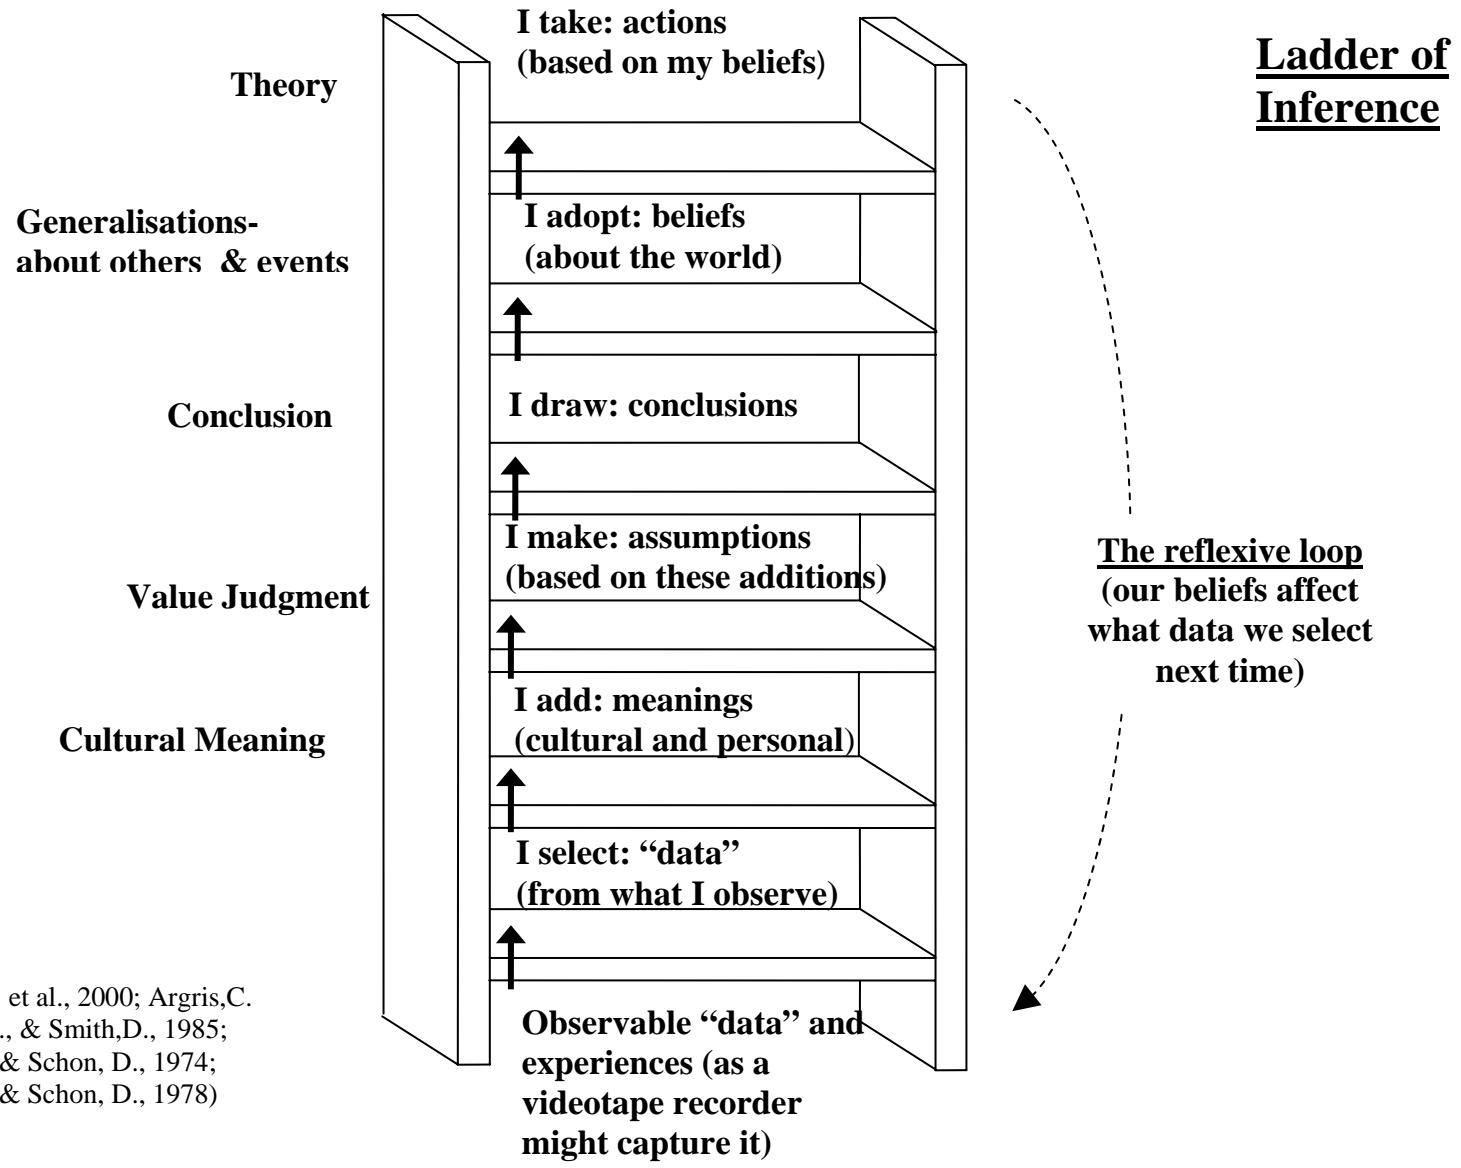 Ladder of
Inference
I take: actions
(based on my beliefs)
Theory
I adopt: beliefs
(about the world)
Generalisations-
about others & events
I draw: conclusions
Conclusion
I make: assumptions
(based on these additions)
Value Judgment
I add: meanings
(cultural and personal)
Cultural Meaning
I select: “data”
(from what I observe)
Observable “data” and
experiences (as a
videotape recorder
might capture it)
The reflexive loop
(our beliefs affect
what data we select
next time)
et al., 2000; Argris,C.
., & Smith,D., 1985;
& Schon, D., 1974;
& Schon, D., 1978)